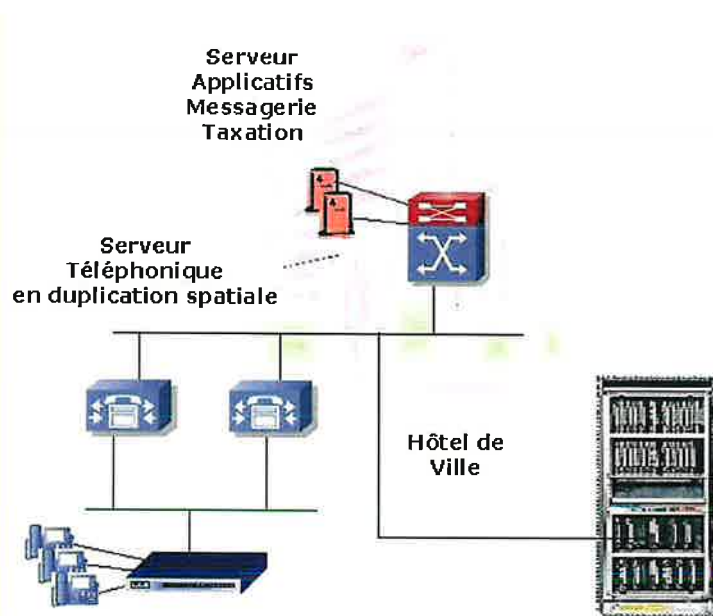 Serveur
Applicatifs
Messagerie
Taxation
Serveur
Téléphonique
en duplication spatiale
Hôtel de
Ville